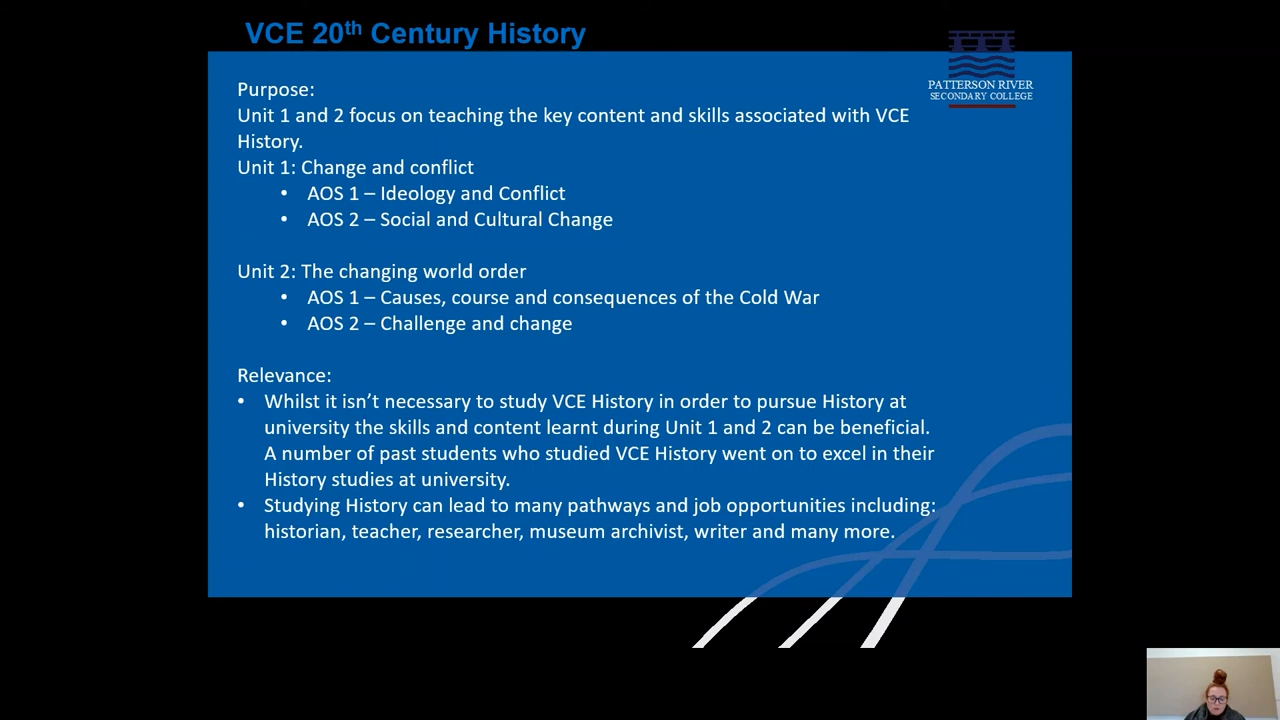 VCE 20th Century History
PATTERSON RIVER
SECONDARY COLLEGE
Purpose:
Unit 1 and 2 focus on teaching the key content and skills associated with VCE
History.
Unit 1: Change and conflict
• AOS 1 – Ideology and Conflict
• AOS 2 – Social and Cultural Change
Unit 2: The changing world order
• AOS 1 – Causes, course and consequences of the Cold War
• AOS 2 – Challenge and change
Relevance:
• Whilst it isn’t necessary to study VCE History in order to pursue History at
university the skills and content learnt during Unit 1 and 2 can be beneficial.
A number of past students who studied VCE History went on to excel in their
History studies at university.
• Studying History can lead to many pathways and job opportunities including:
historian, teacher, researcher, museum archivist, writer and many more.